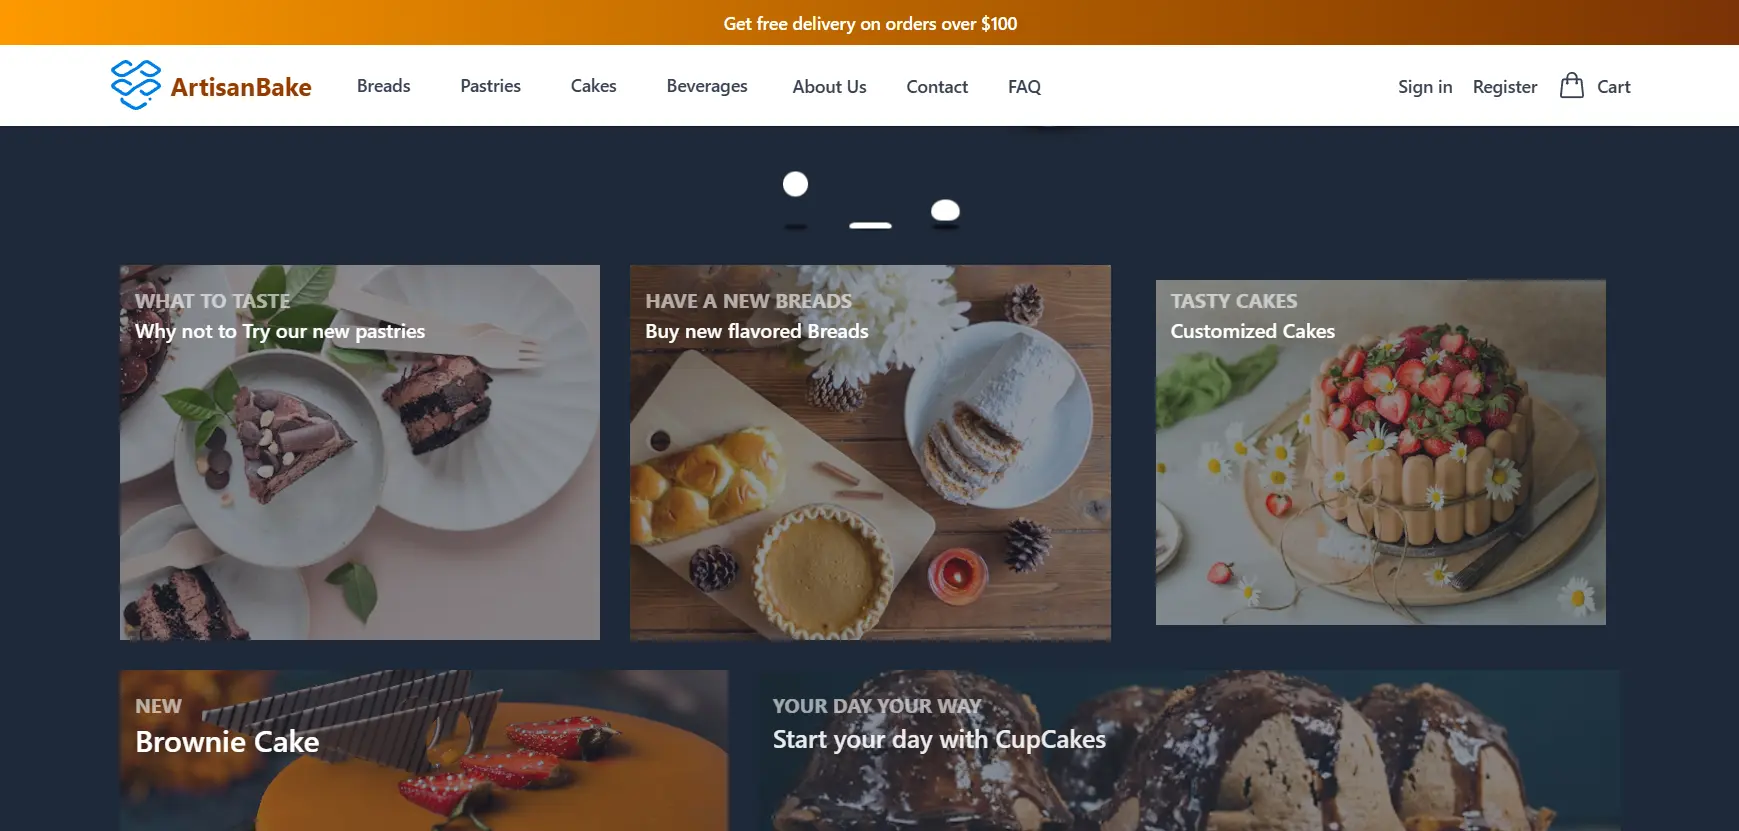 Get free delivery on orders over $100
ArtisanBake
Breads
Pastries
Cakes
Beverages
About Us
Contact
FAQ
Sign in
Register
Cart
WHAT TO TASTE
Why not to Try our new pastries
HAVE A NEW BREADS
Buy new flavored Breads
TASTY CAKES
Customized Cakes
NEW
Brownie Cake
YOUR DAY YOUR WAY
Start your day with CupCakes